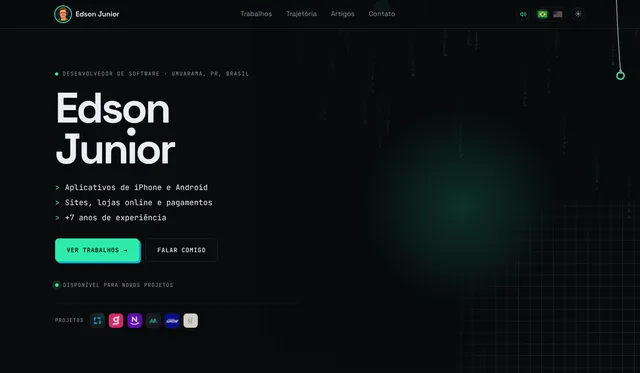 Edson Junior
Trabalhos
Trajetória
Artigos
Contato
DESENVOLVEDOR DE SOFTWARE · UMUARAMA, PR, BRASIL
Edson
Junior
> Aplicativos de iPhone e Android
> Sites, lojas online e pagamentos
> +7 anos de experiência
VER TRABALHOS →
FALAR COMIGO
DISPONÍVEL PARA NOVOS PROJETOS
PROJETOS